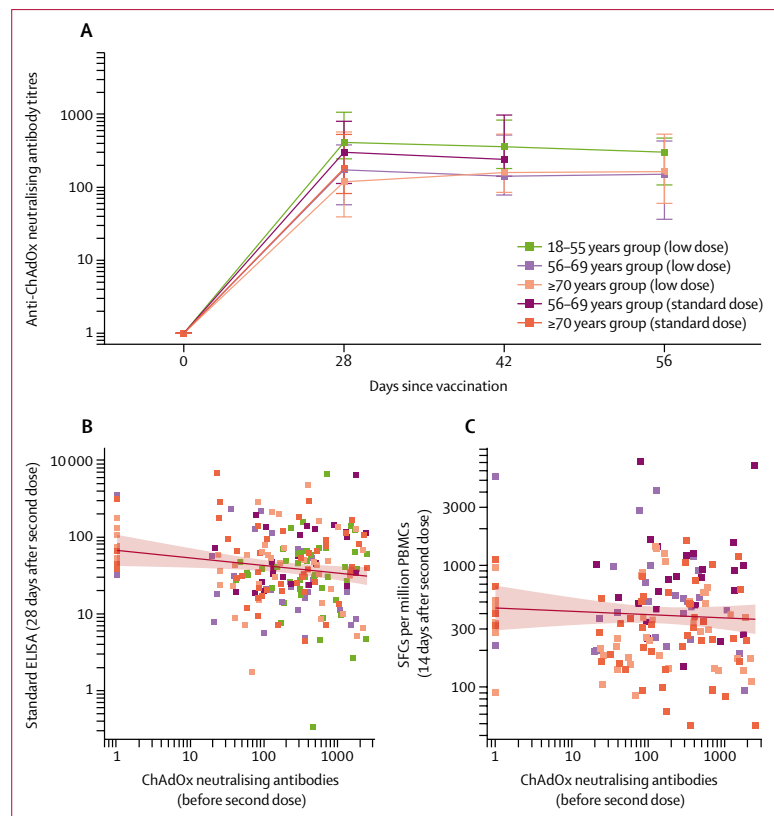 A
Anti-ChAdOx neutralising antibody titres
1000
100
10
1
0
28
42
56
Days since vaccination
18–55 years group (low dose)
56–69 years group (low dose)
≥70 years group (low dose)
56–69 years group (standard dose)
≥70 years group (standard dose)
B
Standard ELISA (28 days after second dose)
10 000
100
10
1
1
10
100
1000
ChAdOx neutralising antibodies
(before second dose)
C
SFCs per million PBMCs
(14 days after second dose)
3000
1000
300
100
1
10
100
1000
ChAdOx neutralising antibodies
(before second dose)